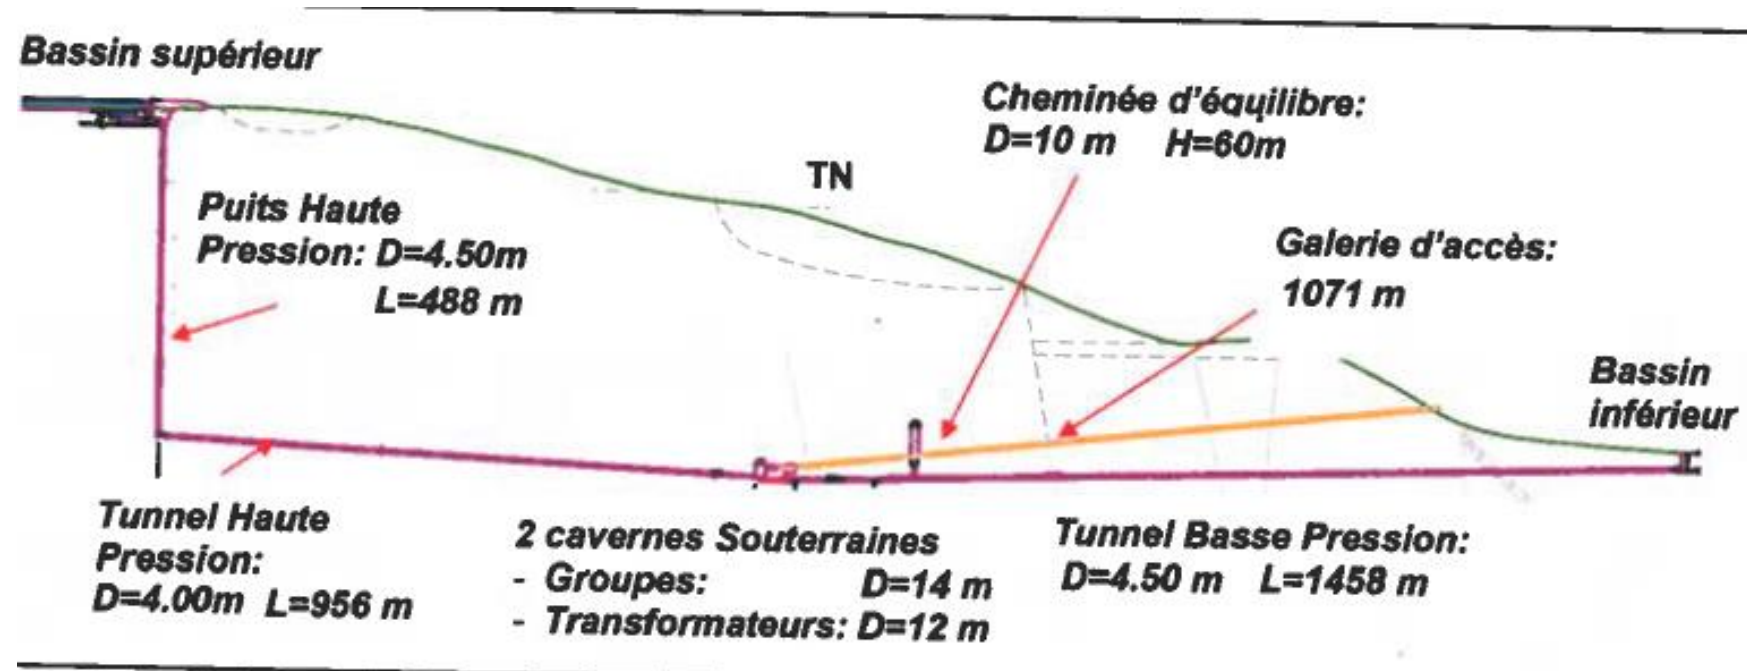 Bassin supérieur
Cheminée d'équilibre:
D=10 m H=60m
TN
Puits Haute
Pression: D=4.50m
L=488 m
Galerie d'accès:
1071 m
Bassin
inférieur
Tunnel Haute
Pression:
D=4.00m L=956 m
2 cavernes Souterraines
- Groupes: D=14 m
- Transformateurs: D=12 m
Tunnel Basse Pression:
D=4.50 m L=1458 m